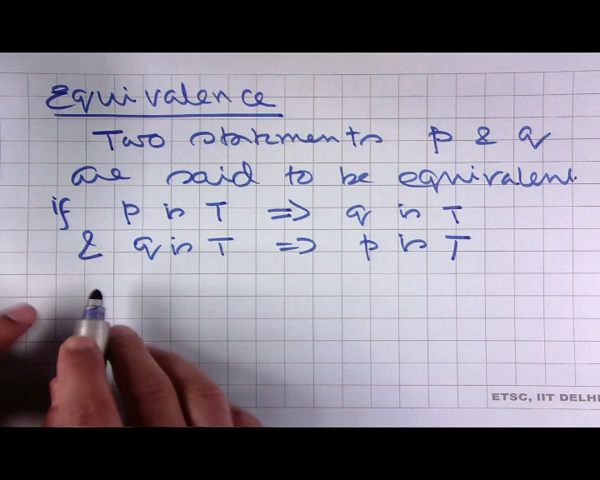 Equivalence
Two statements p & q
are said to be equivalent
if p is T => q is T
& q is T => p is T
ETSC, IIT DELHI